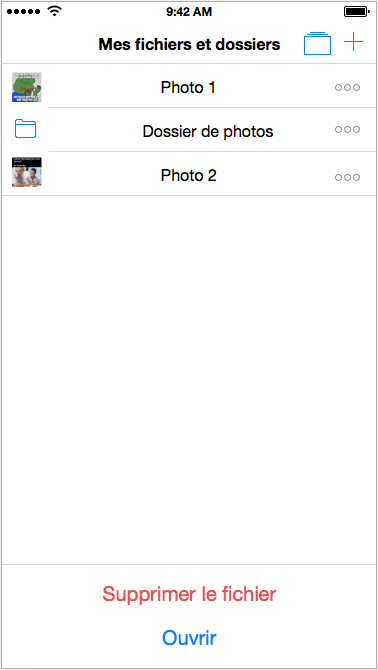 9:42 AM
Mes fichiers et dossiers
Photo 1
Dossier de photos
Photo 2
Supprimer le fichier
Ouvrir